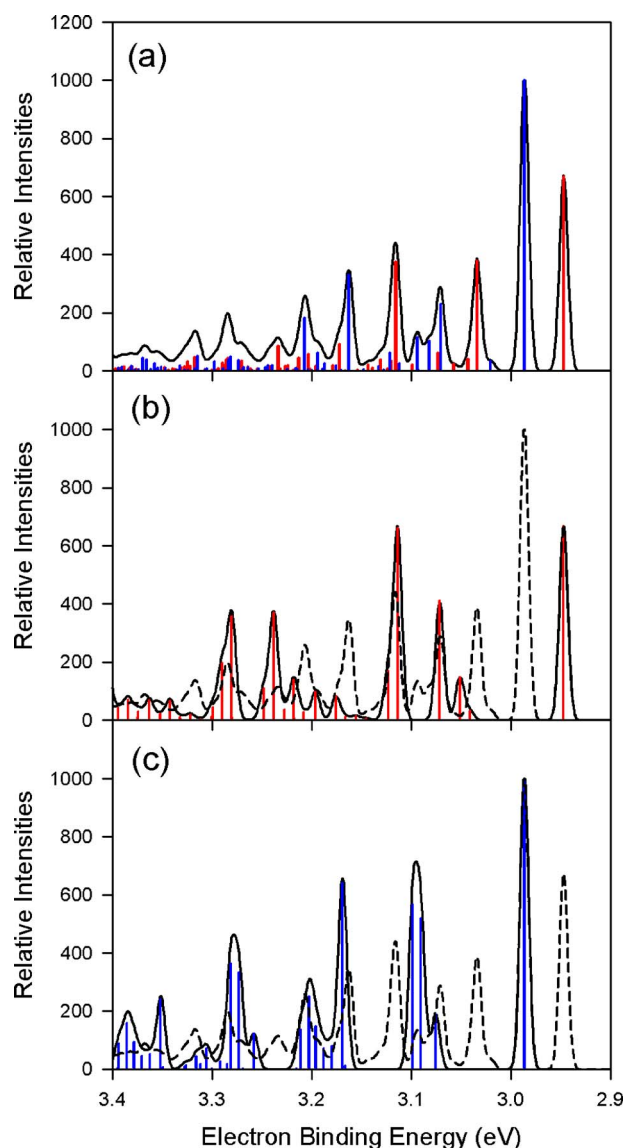 1200
(a)
1000
800
600
400
200
0
Relative Intensities
(b)
1000
800
600
400
200
0
Relative Intensities
(c)
1000
800
600
400
200
0
Relative Intensities
3.4 3.3 3.2 3.1 3.0 2.9
Electron Binding Energy (eV)